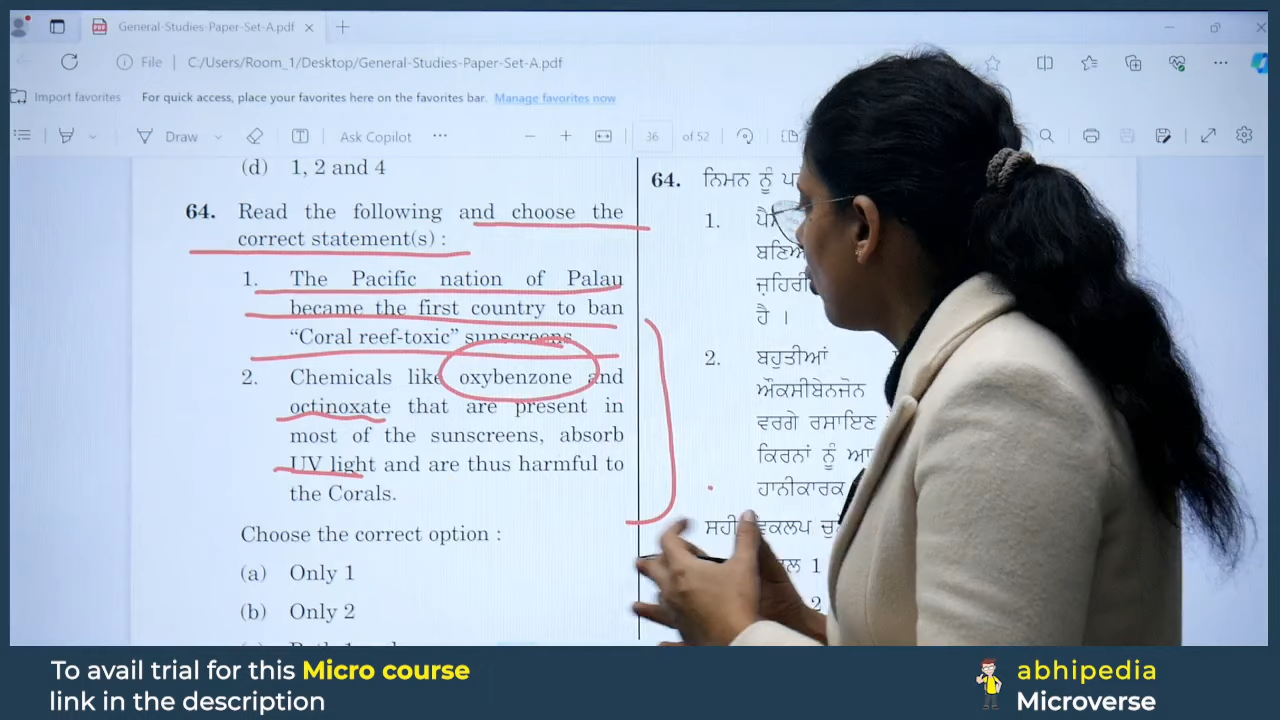 General-Studies-Paper-Set-A.pdf
File C:/Users/Room_1/Desktop/General-Studies-Paper-Set-A.pdf
Import favorites For quick access, place your favorites here on the favorites bar. Manage favorites now
Draw Ask Copilot 36 of 52
(d) 1, 2 and 4
64. Read the following and choose the
correct statement(s) :
1. The Pacific nation of Palau
became the first country to ban
“Coral reef-toxic” sunscreens
2. Chemicals like oxybenzone and
octinoxate that are present in
most of the sunscreens, absorb
UV light and are thus harmful to
the Corals.
Choose the correct option :
(a) Only 1
(b) Only 2
64. ਨਿਮਨ ਨੂੰ
1.
ਹੈ ।
2. ਬਹੁਤੀਆਂ
ਔਕਸੀਬੇਨਜੋਨ
ਵਰਗੇ ਰਸਾਇਣ
ਕਿਰਨਾਂ ਨੂੰ
ਹਾਨੀਕਾਰਕ
1
2
To avail trial for this Micro course
link in the description
abhipedia
Microverse